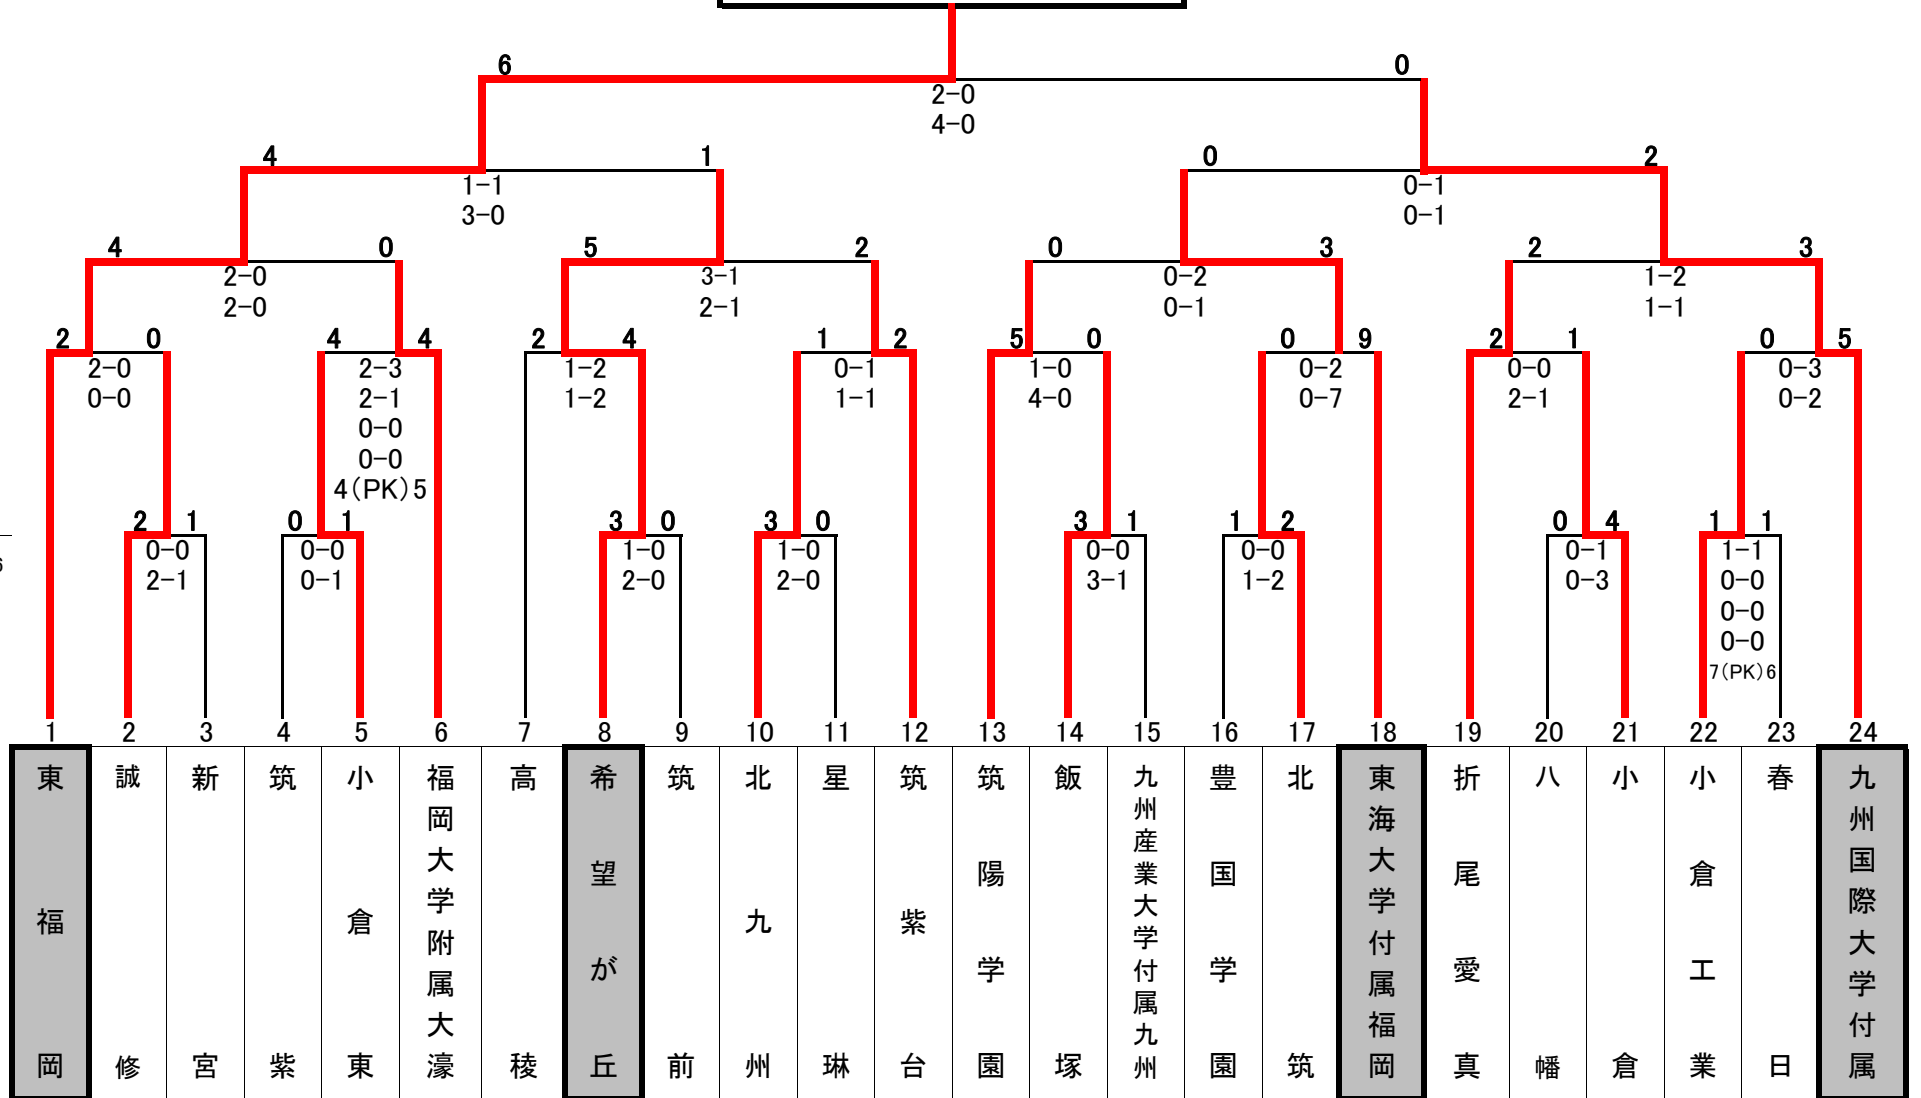 6 0
2-0
4-0
4 1 0 2
1-1 0-1
3-0 0-1
4 0 5 2 0 3 2 3
2-0 3-1 0-2 1-2
2-0 2-1 0-1 1-1
2 0 4 4 2 4 1 2 5 0 0 9 2 1 0 5
2-0 2-3 1-2 0-1 1-0 0-2 0-0 0-3
0-0 2-1 1-2 1-1 4-0 0-7 2-1 0-2
0-0
0-0
4(PK)5
2 1 0 1 3 0 3 0 3 1 1 2 0 4 1 1
0-0 0-0 1-0 1-0 0-0 0-0 0-1 1-1
2-1 0-1 2-0 2-0 3-1 1-2 0-3 0-0
0-0
0-0
7(PK)6
1 2 3 4 5 6 7 8 9 10 11 12 13 14 15 16 17 18 19 20 21 22 23 24
東福岡
誠修
新宮
筑紫
小倉東
福岡大学附属大濠
高稜
希望が丘
筑前
北九州
星琳
筑紫台
筑陽学園
飯塚
九州産業大学付属九州
豊国学園
北筑
東海大学付属福岡
折尾愛真
八幡
小倉
小倉工業
春日
九州国際大学付属